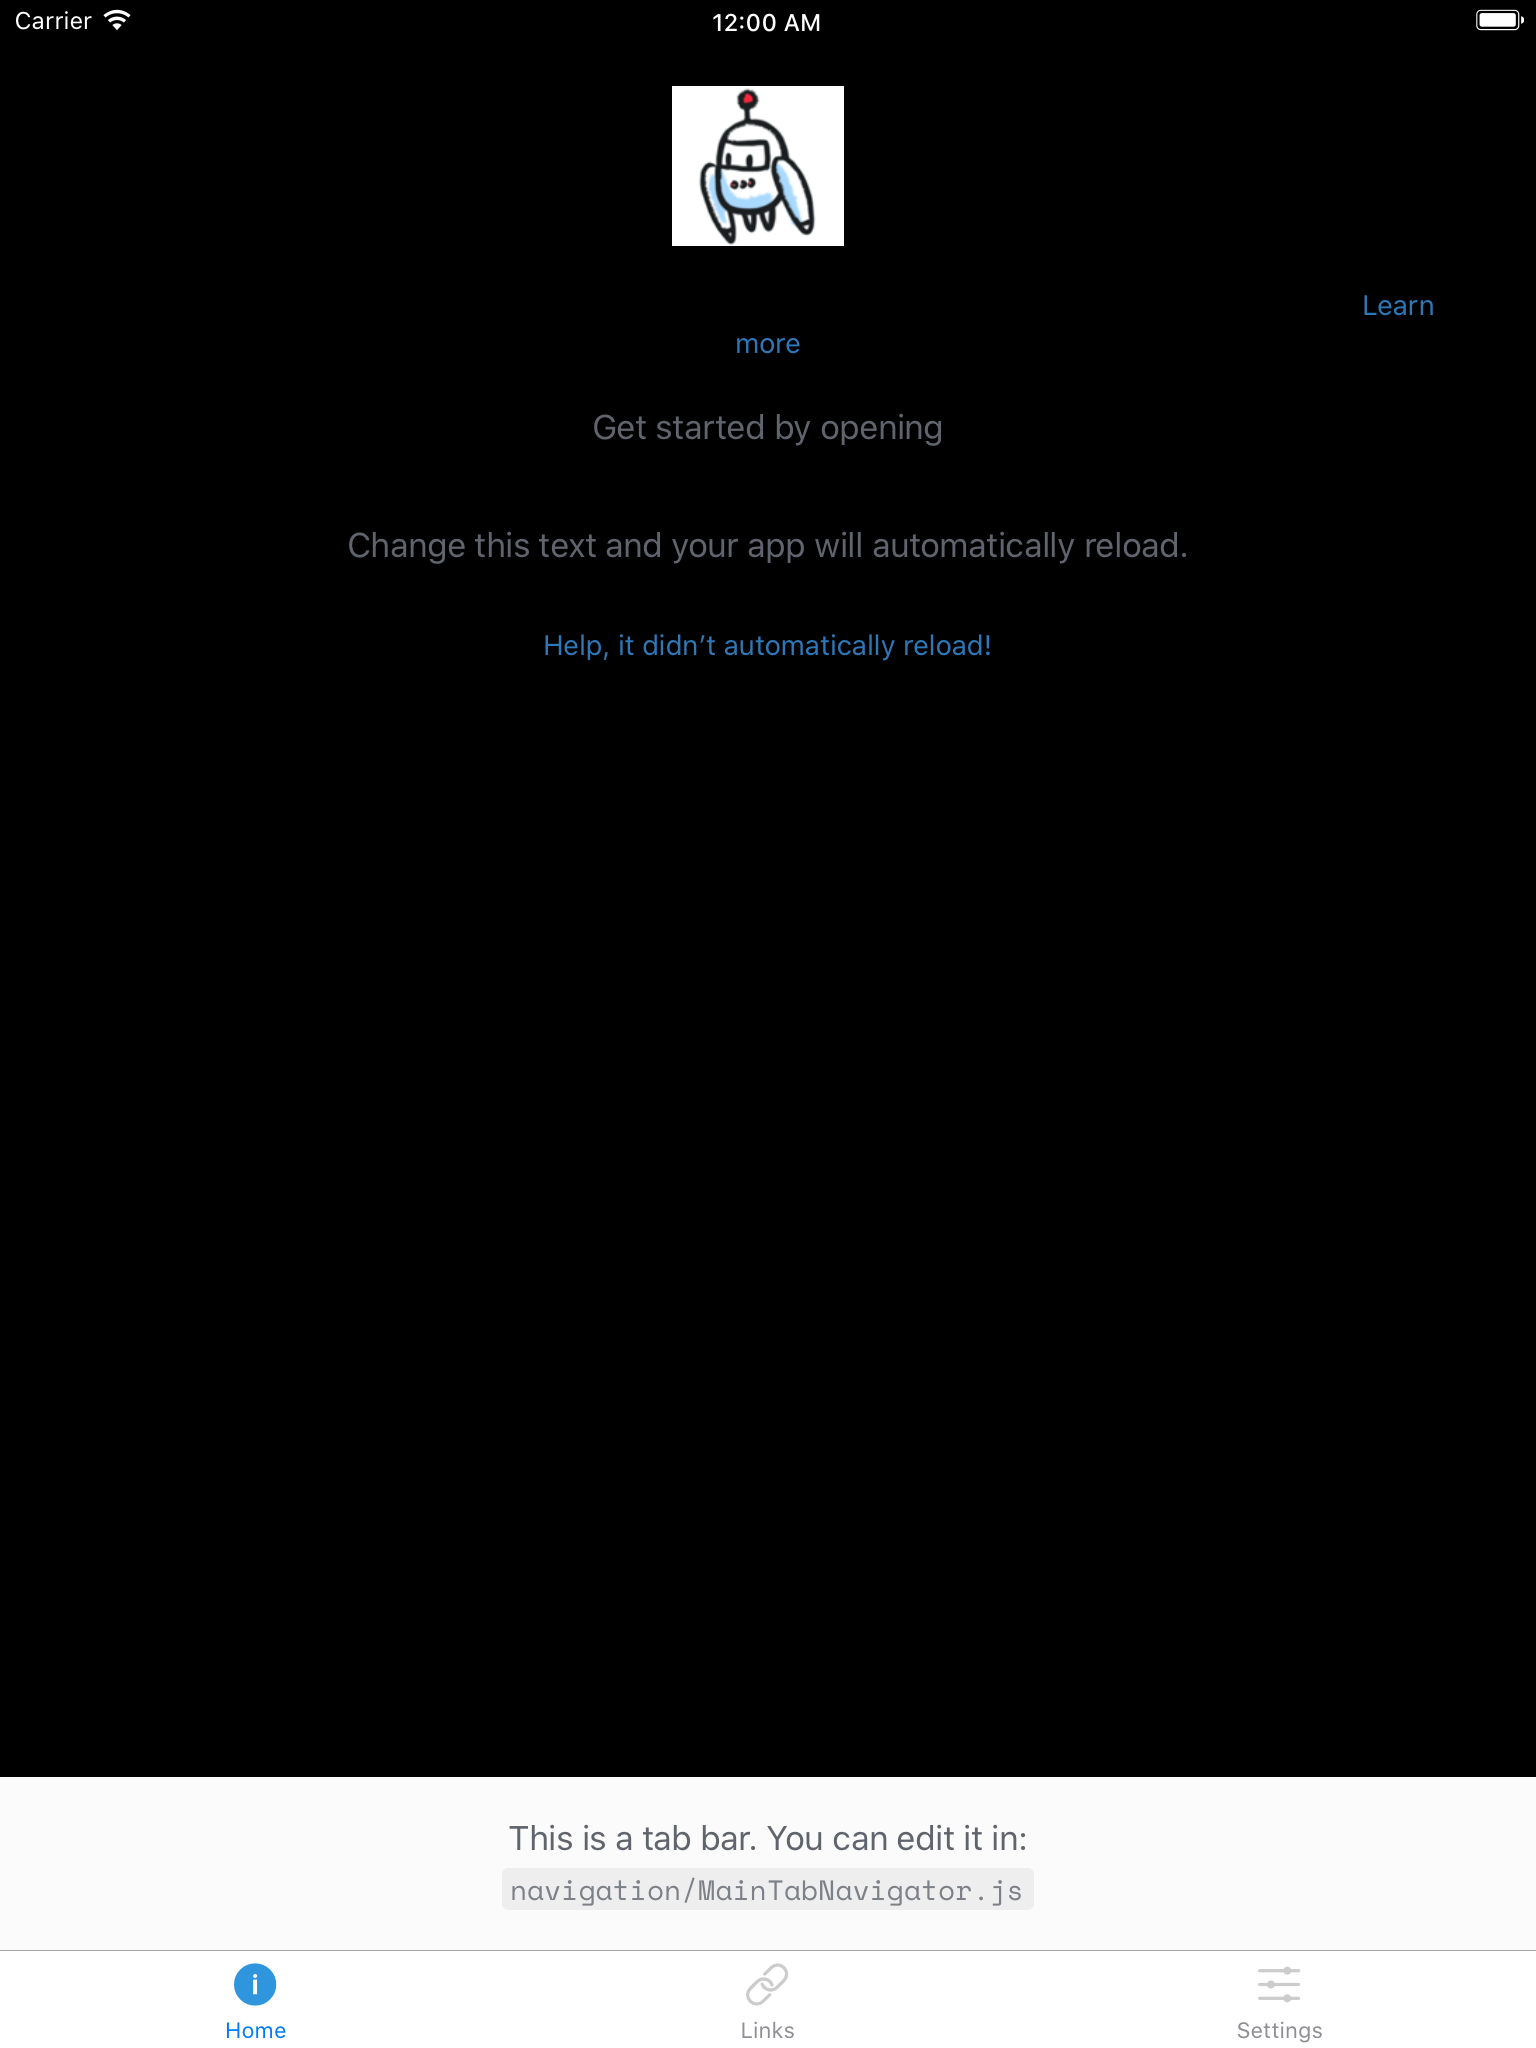 Carrier
12:00 AM
Learn
more
Get started by opening
Change this text and your app will automatically reload.
Help, it didn’t automatically reload!
This is a tab bar. You can edit it in:
navigation/MainTabNavigator.js
Home
Links
Settings